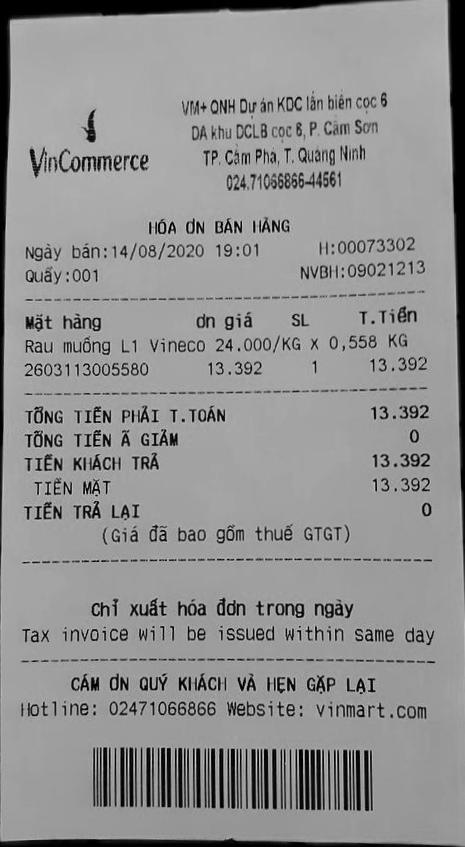 VM+ QNH Dự án KDC lấn biển cọc 6
DA khu DCLB cọc 6, P. Cẩm Sơn
VinCommerce
TP. Cẩm Phả, T. Quảng Ninh
024.71066866-44561
HÓA ƠN BÁN HÀNG
Ngày bán:14/08/2020 19:01 H:00073302
Quầy:001 NVBH:09021213
Mặt hàng ơn giá SL T.Tiền
Rau muống L1 Vineco 24.000/KG X 0,558 KG
2603113005580 13.392 1 13.392
TỔNG TIỀN PHẢI T.TOÁN 13.392
TỔNG TIỀN Ã GIẢM 0
TIỀN KHÁCH TRẢ 13.392
TIỀN MẶT 13.392
TIỀN TRẢ LẠI 0
(Giá đã bao gồm thuế GTGT)
Chỉ xuất hóa đơn trong ngày
Tax invoice will be issued within same day
CÁM ƠN QUÝ KHÁCH VÀ HẸN GẶP LẠI
Hotline: 02471066866 Website: vinmart.com